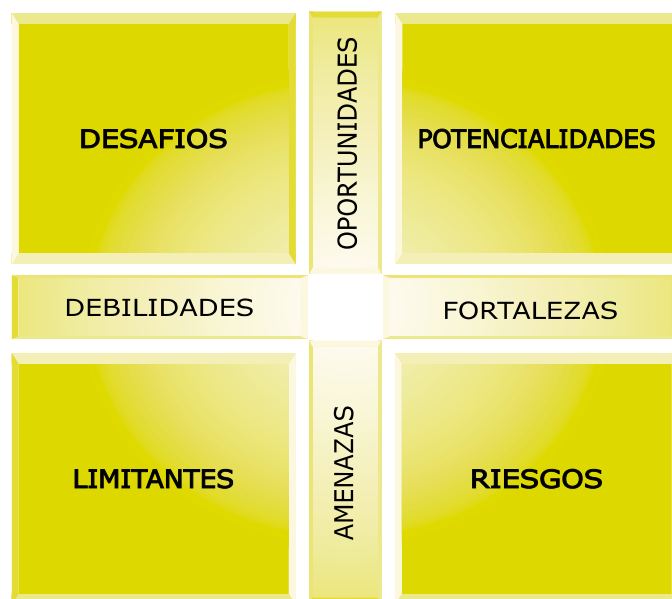 DESAFIOS
OPORTUNIDADES
POTENCIALIDADES
DEBILIDADES
FORTALEZAS
LIMITANTES
AMENAZAS
RIESGOS